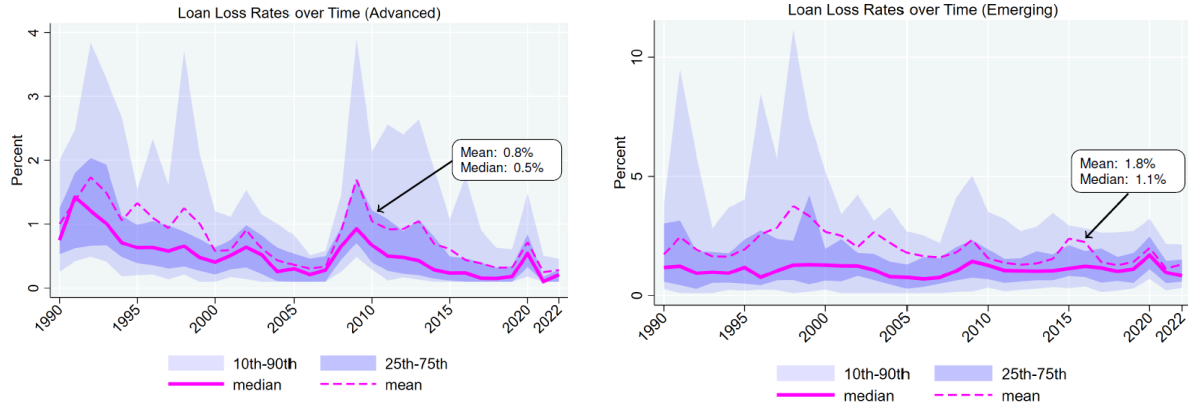 Loan Loss Rates over Time (Advanced)
Percent
4
3
2
1
0
Mean: 0.8%
Median: 0.5%
1990
1995
2000
2005
2010
2015
2020
2022
10th-90th
25th-75th
median
mean
Loan Loss Rates over Time (Emerging)
Percent
10
5
0
Mean: 1.8%
Median: 1.1%
1990
1995
2000
2005
2010
2015
2020
2022
10th-90th
25th-75th
median
mean